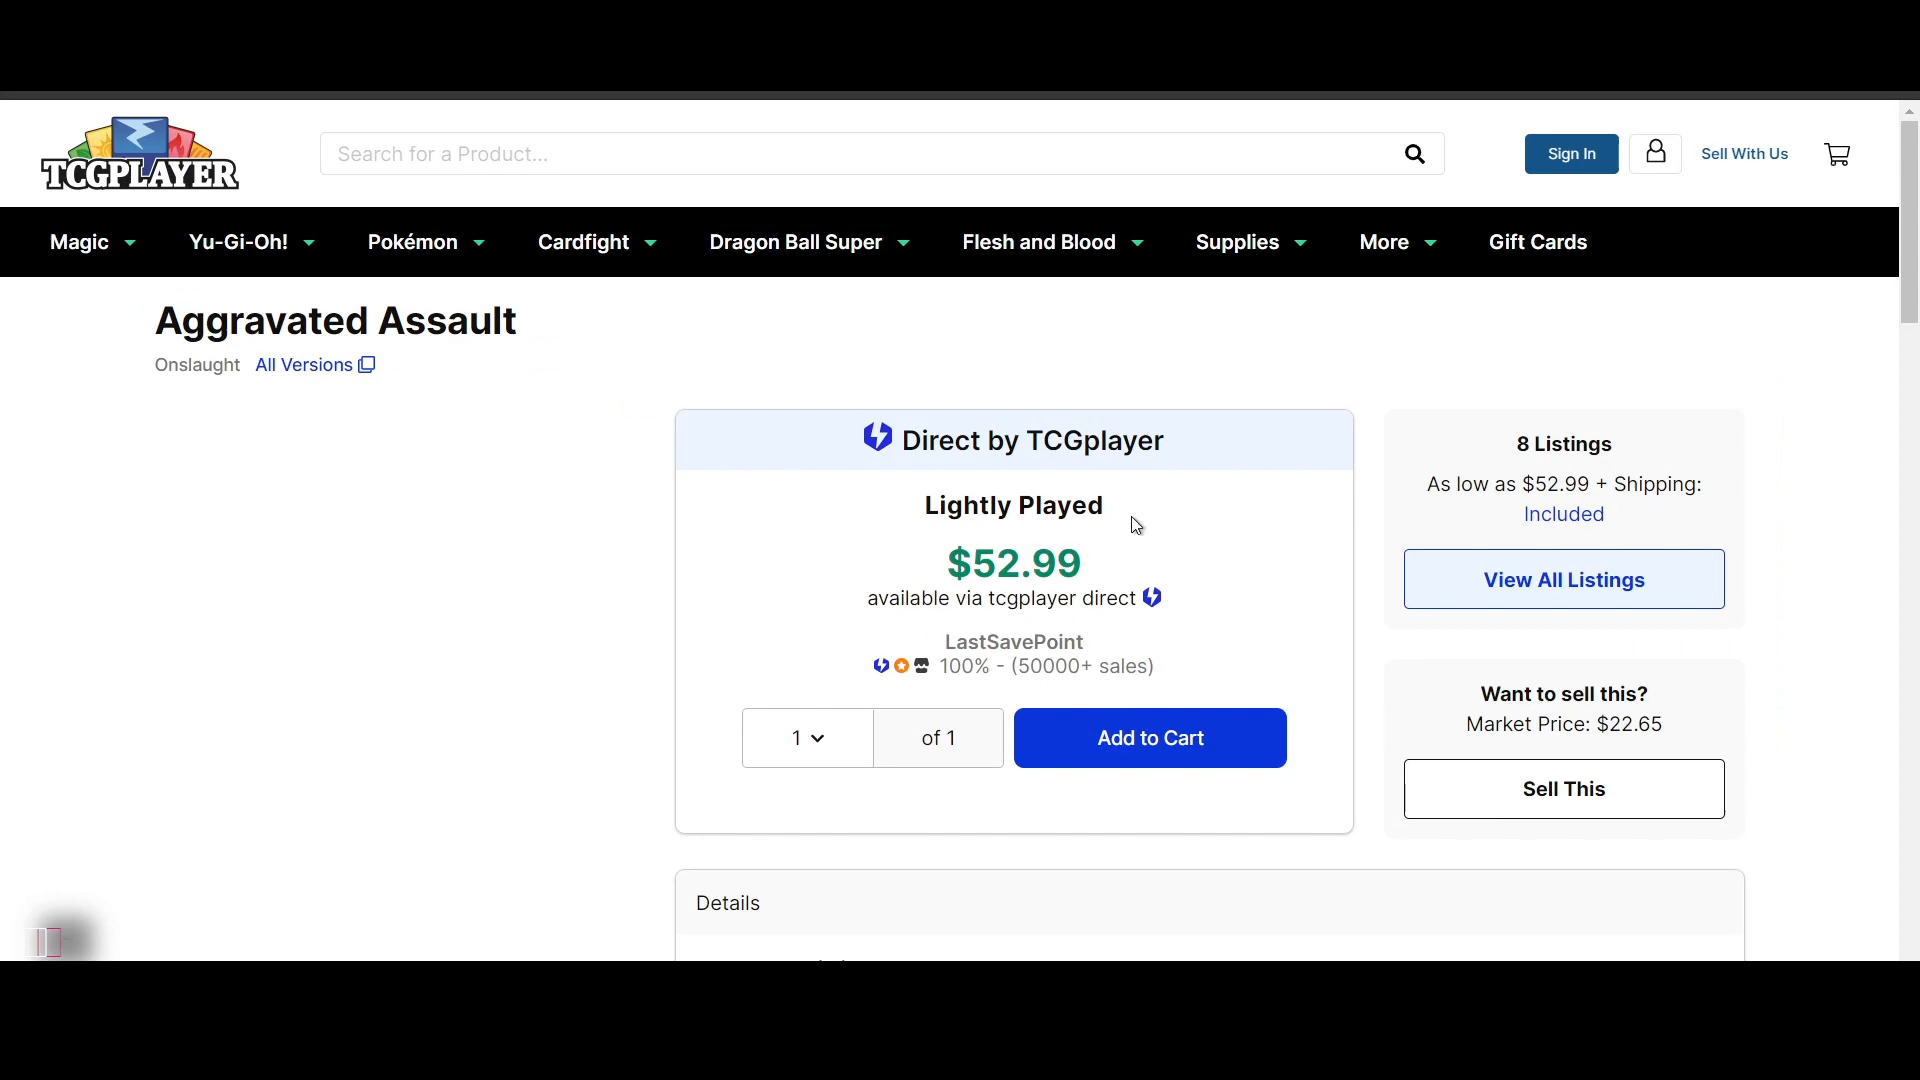 TCGPLAYER
Search for a Product...
Sign In
Sell With Us
Magic
Yu-Gi-Oh!
Pokémon
Cardfight
Dragon Ball Super
Flesh and Blood
Supplies
More
Gift Cards
Aggravated Assault
Onslaught All Versions
Direct by TCGplayer
Lightly Played
$52.99
available via tcgplayer direct
LastSavePoint
100% - (50000+ sales)
1
of 1
Add to Cart
8 Listings
As low as $52.99 + Shipping:
Included
View All Listings
Want to sell this?
Market Price: $22.65
Sell This
Details